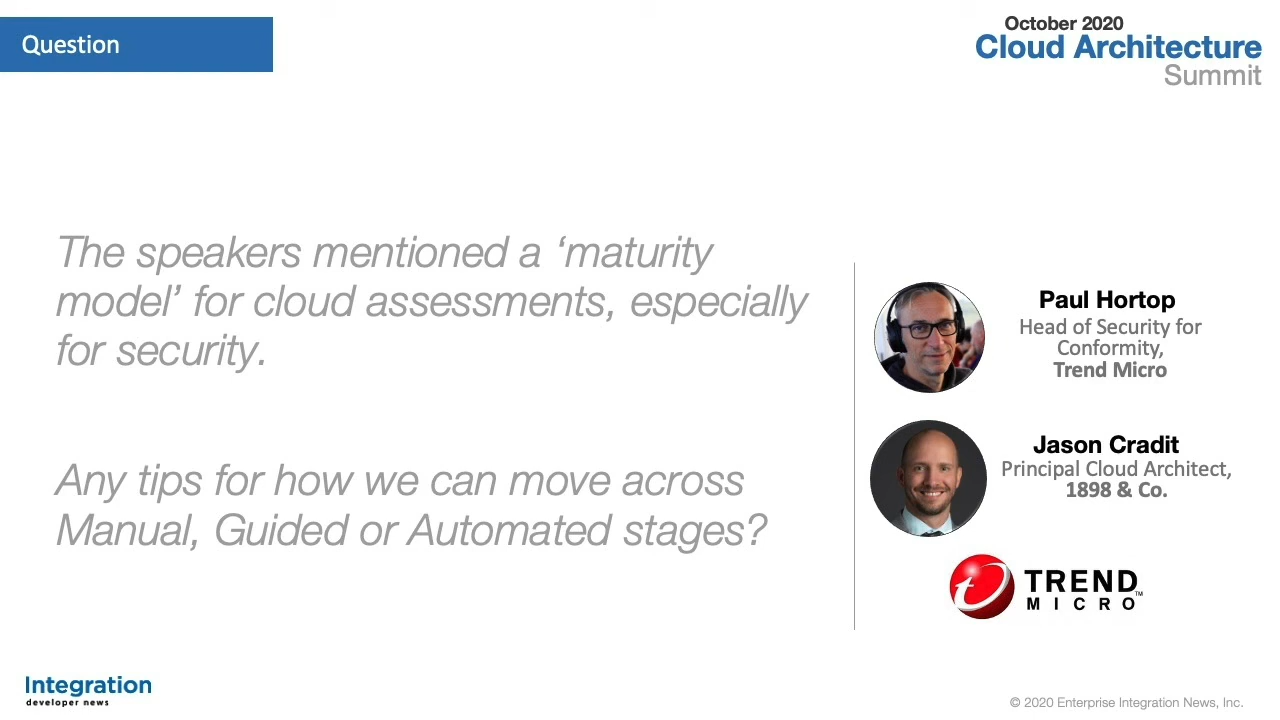 Question
October 2020
Cloud Architecture
Summit
The speakers mentioned a ‘maturity
model’ for cloud assessments, especially
for security.
Any tips for how we can move across
Manual, Guided or Automated stages?
Paul Hortop
Head of Security for
Conformity,
Trend Micro
Jason Cradit
Principal Cloud Architect,
1898 & Co.
TREND
MICRO™
Integration
developer news
© 2020 Enterprise Integration News, Inc.